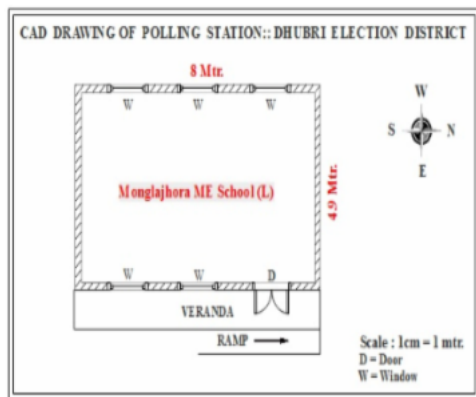 CAD DRAWING OF POLLING STATION:: DHUBRI ELECTION DISTRICT
8 Mtr.
W W W
W
S N
E
Monglajhora ME School (L)
4.9 Mtr.
W W D
VERANDA
RAMP
Scale : 1cm = 1 mtr.
D = Door
W = Window